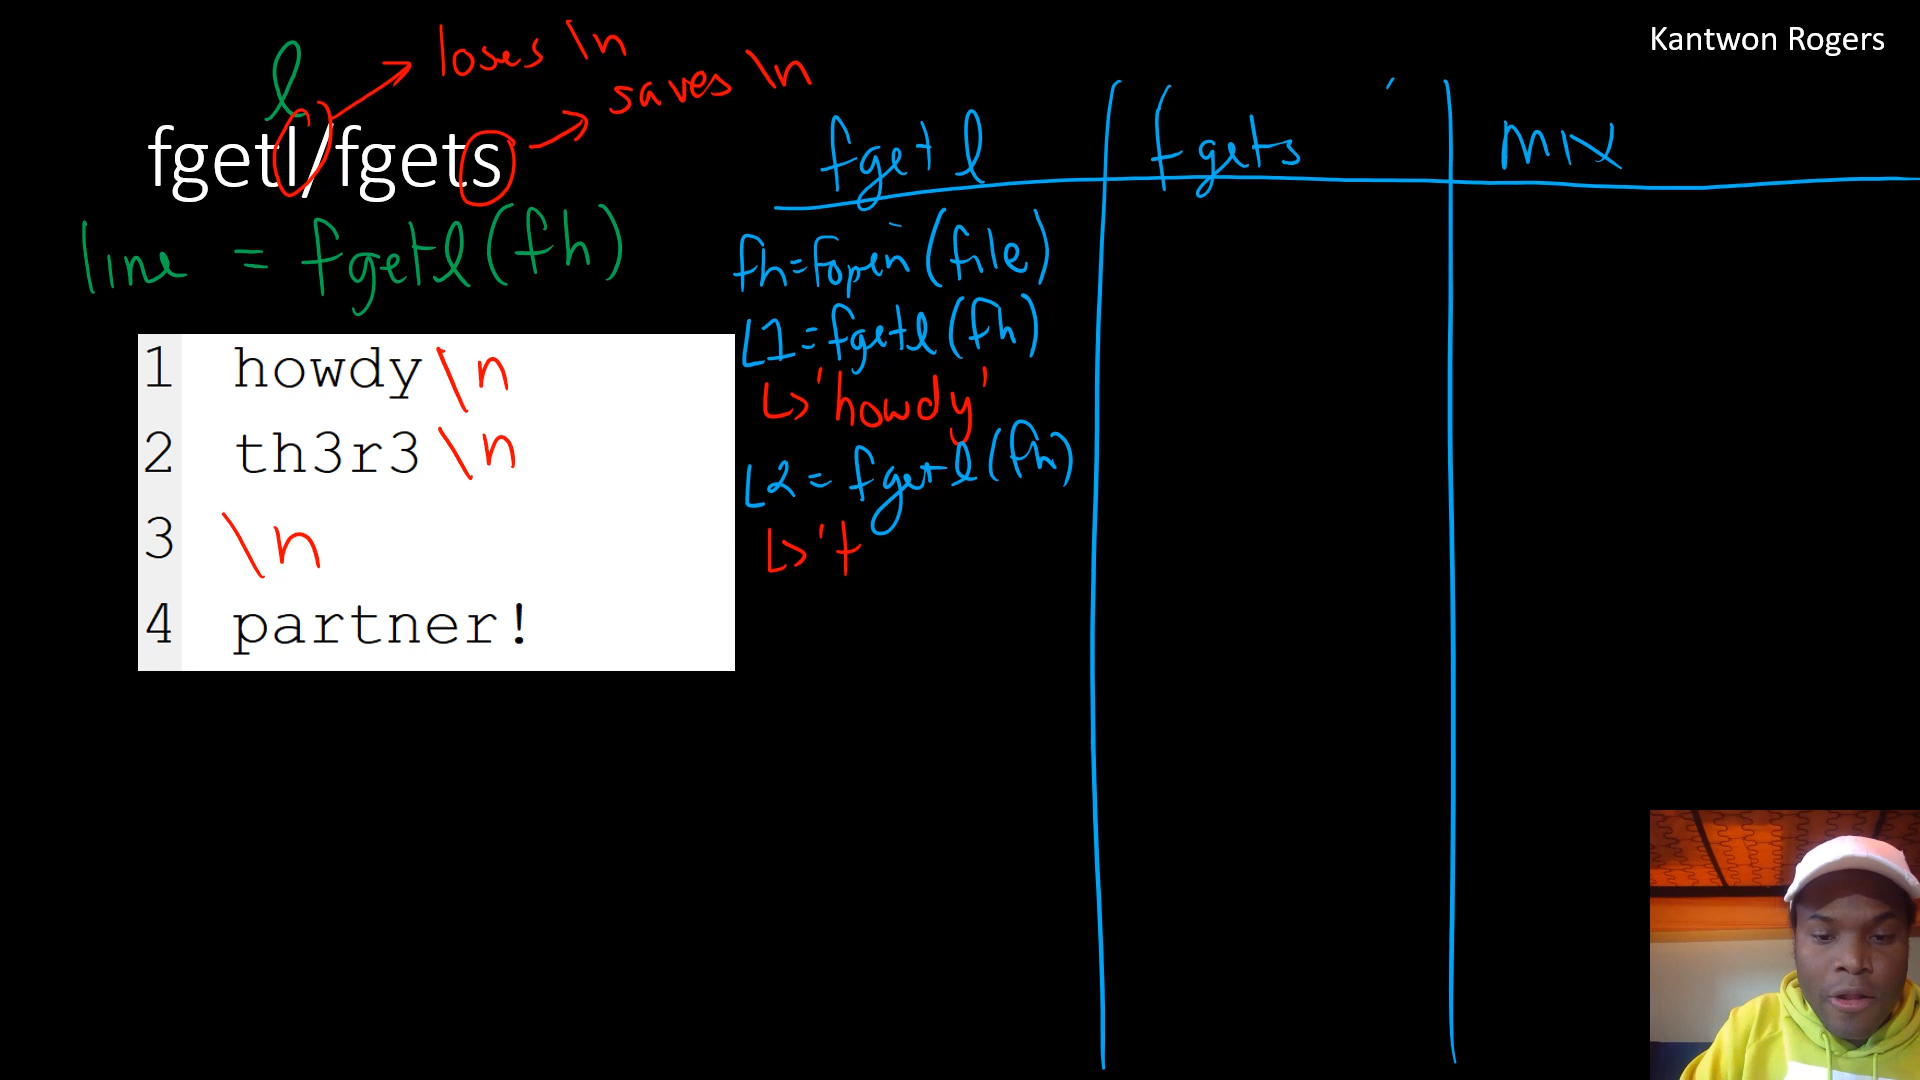 Kantwon Rogers
l
loses \n
saves \n
fgetl/fgets
line = fgetl(fh)
1 howdy\n
2 th3r3\n
3 \n
4 partner!
fgetl
fh=fopen(file)
L1=fgetl(fh)
↳'howdy'
L2=fgetl(fh)
↳'t
fgets
mix